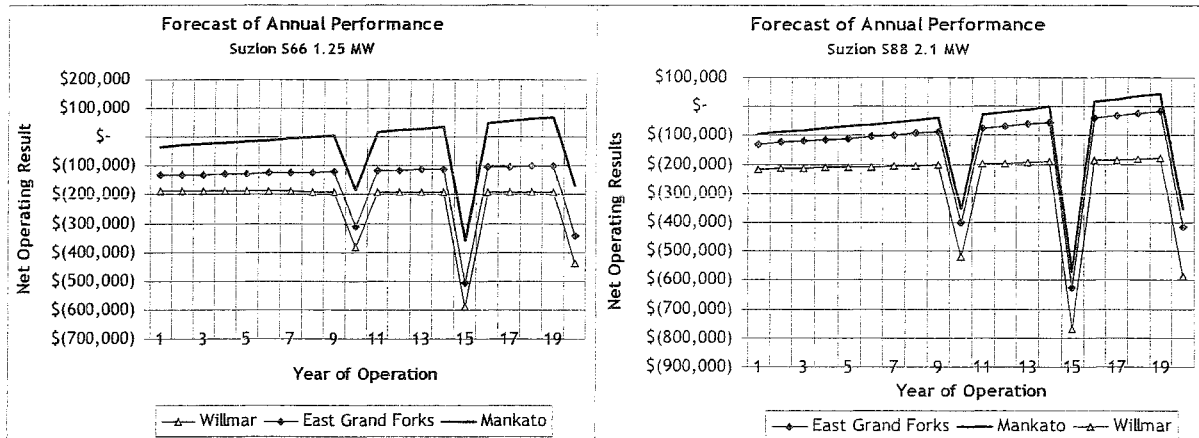 Forecast of Annual Performance
Suzlon S66 1.25 MW
Net Operating Result
$200,000
$100,000
$-
$(100,000)
$(200,000)
$(300,000)
$(400,000)
$(500,000)
$(600,000)
$(700,000)
1 3 5 7 9 11 13 15 17 19
Year of Operation
Willmar East Grand Forks Mankato
Forecast of Annual Performance
Suzlon S88 2.1 MW
Net Operating Results
$100,000
$-
$(100,000)
$(200,000)
$(300,000)
$(400,000)
$(500,000)
$(600,000)
$(700,000)
$(800,000)
$(900,000)
1 3 5 7 9 11 13 15 17 19
Year of Operation
East Grand Forks Mankato Willmar